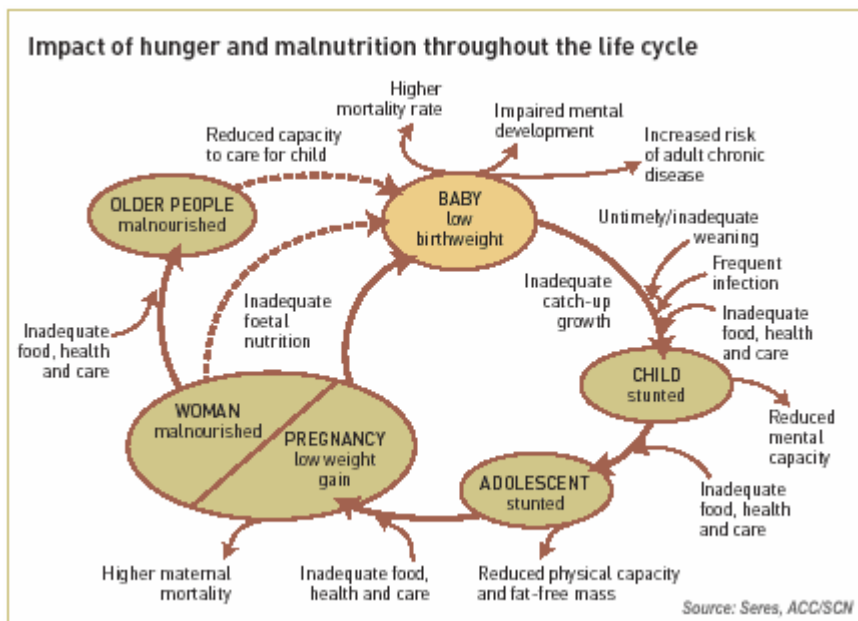 Impact of hunger and malnutrition throughout the life cycle
Higher
mortality rate
Impaired mental
development
Increased risk
of adult chronic
disease
Reduced capacity
to care for child
OLDER PEOPLE
malnourished
BABY
low
birthweight
Untimely/inadequate
weaning
Frequent
infection
Inadequate
food, health
and care
Inadequate
catch-up
growth
Inadequate
foetal
nutrition
Inadequate
food, health
and care
CHILD
stunted
Reduced
mental
capacity
WOMAN
malnourished
PREGNANCY
low weight
gain
ADOLESCENT
stunted
Inadequate
food, health
and care
Higher maternal
mortality
Inadequate food,
health and care
Reduced physical capacity
and fat-free mass
Source: Seres, ACC/SCN